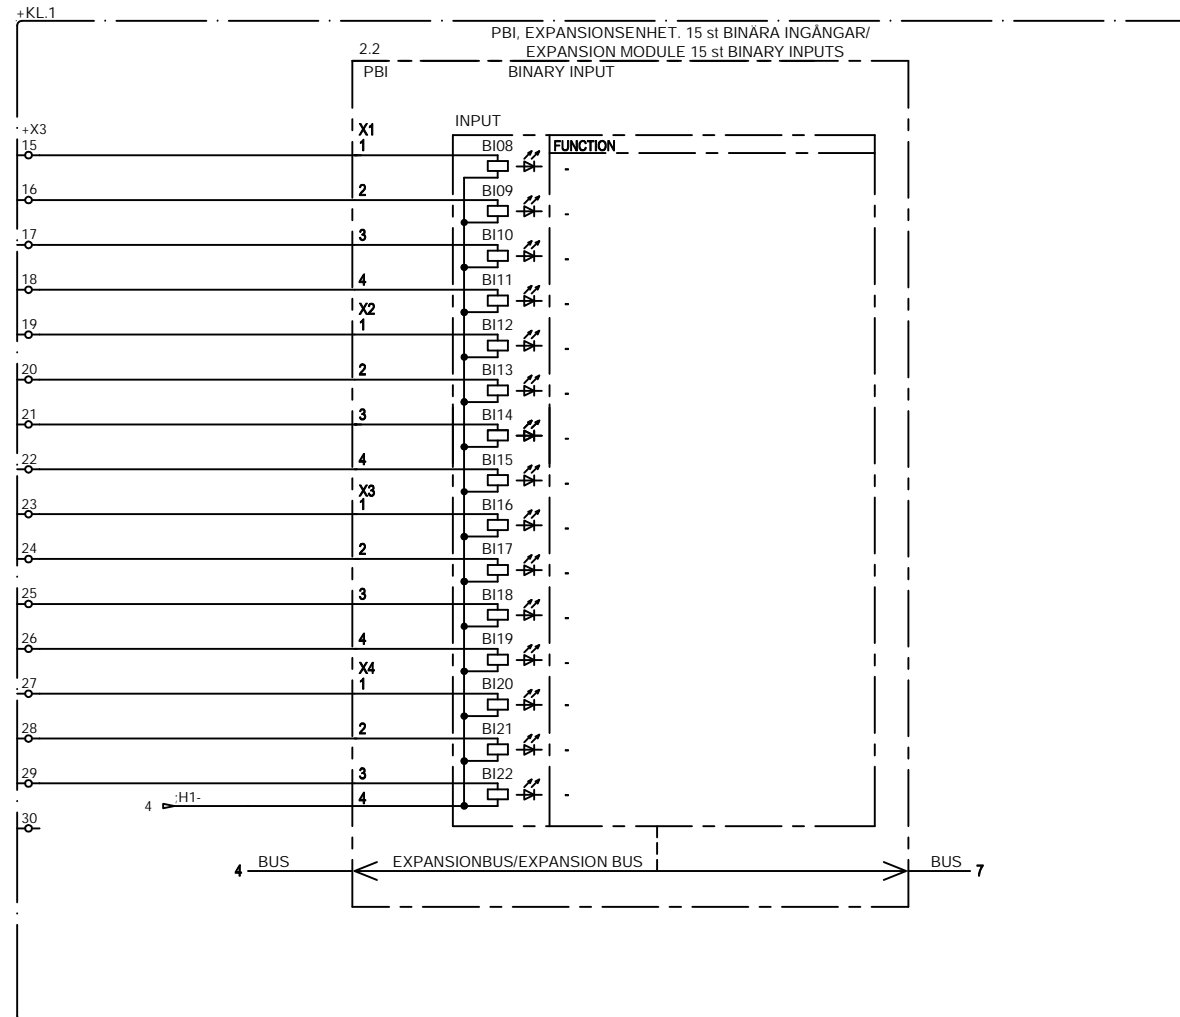 +KL.1
PBI, EXPANSIONSENHET. 15 st BINÄRA INGÅNGAR/
2.2 EXPANSION MODULE 15 st BINARY INPUTS
PBI BINARY INPUT
INPUT
+X3 X1
15 1 BI08 FUNCTION
-
16 2 BI09
-
17 3 BI10
-
18 4 BI11
-
X2
19 1 BI12
-
20 2 BI13
-
21 3 BI14
-
22 4 BI15
-
X3
23 1 BI16
-
24 2 BI17
-
25 3 BI18
-
26 4 BI19
-
X4
27 1 BI20
-
28 2 BI21
-
29 3 BI22
-
4 ;H1- 4
30
4 BUS EXPANSIONBUS/EXPANSION BUS BUS 7